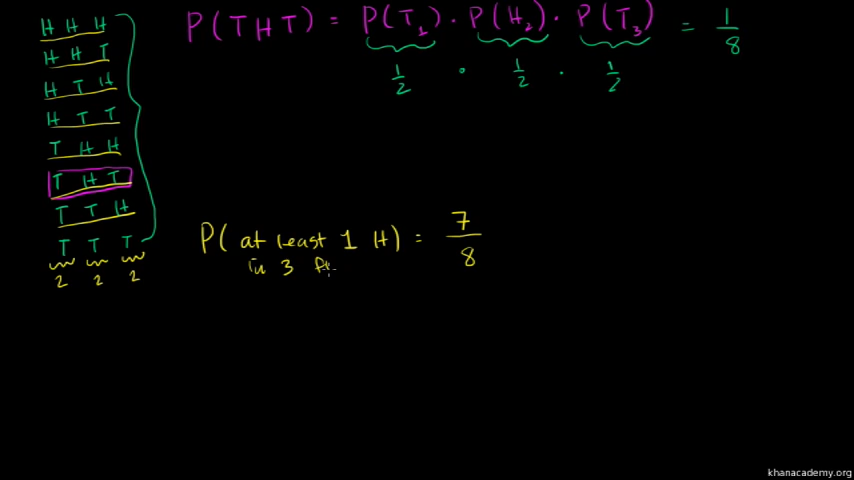 H H H
H H T
H T H
H T T
T H H
T H T
T T H
T T T
2 2 2
P(THT) = P(T₁) · P(H₂) · P(T₃) = 1/8
1/2 · 1/2 · 1/2
P( at least 1 H) = 7/8
in 3
khanacademy.org